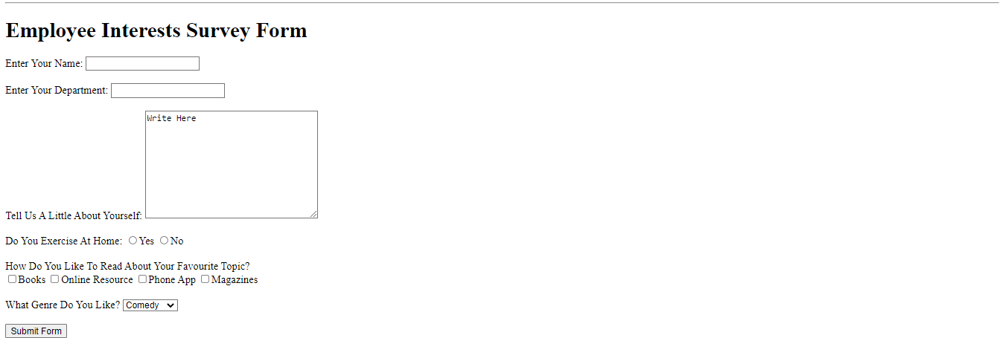 Employee Interests Survey Form
Enter Your Name:
Enter Your Department:
Write Here
Tell Us A Little About Yourself:
Do You Exercise At Home: Yes No
How Do You Like To Read About Your Favourite Topic?
Books Online Resource Phone App Magazines
What Genre Do You Like? Comedy
Submit Form